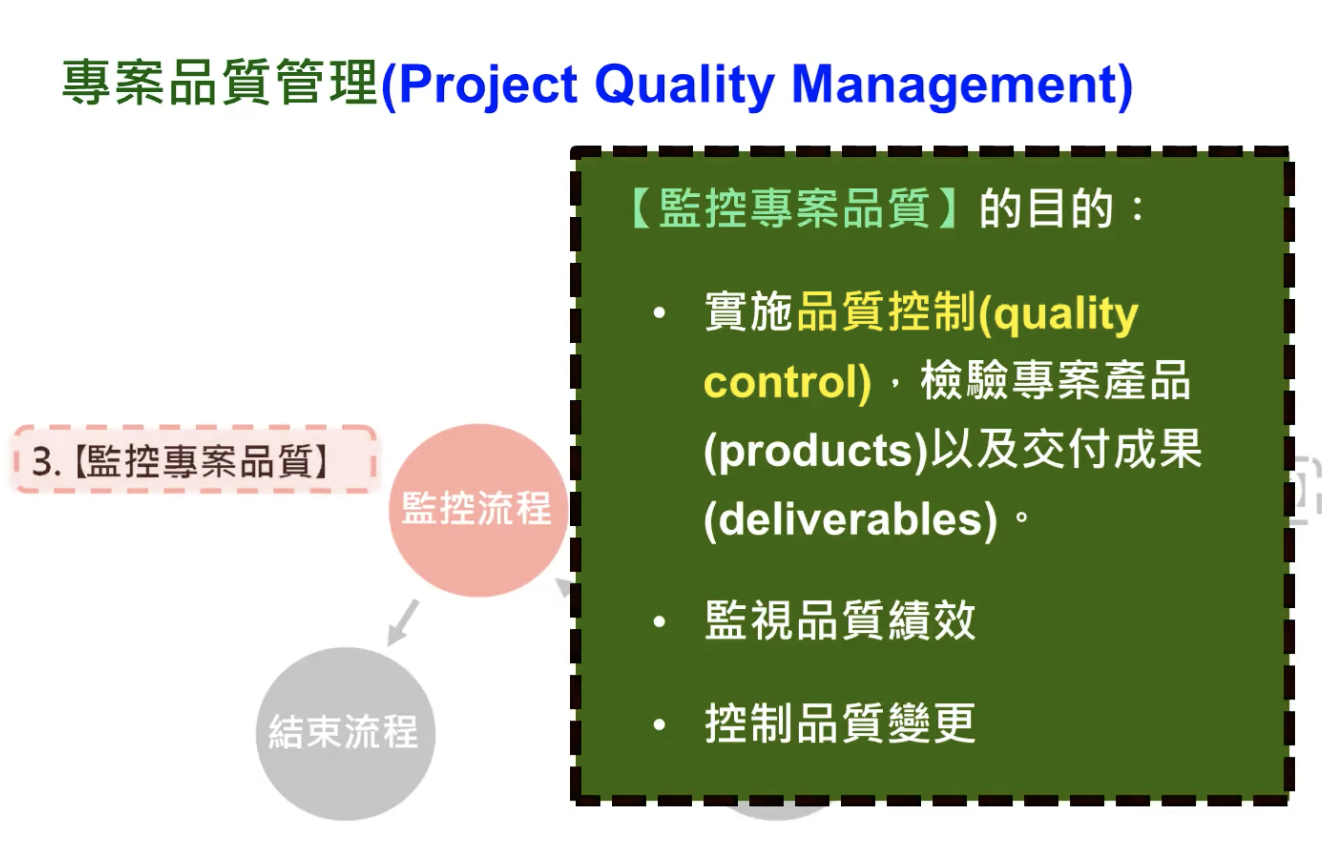 專案品質管理(Project Quality Management)
【監控專案品質】的目的：
• 實施品質控制(quality
control)，檢驗專案產品
(products)以及交付成果
(deliverables)。
• 監視品質績效
• 控制品質變更
3.【監控專案品質】
監控流程
結束流程